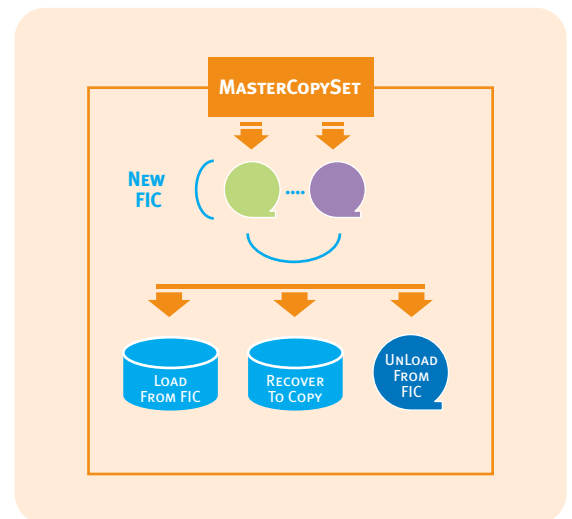 MasterCopySet
New
FIC
....
Load
From FIC
Recover
To Copy
UnLoad
From
FIC